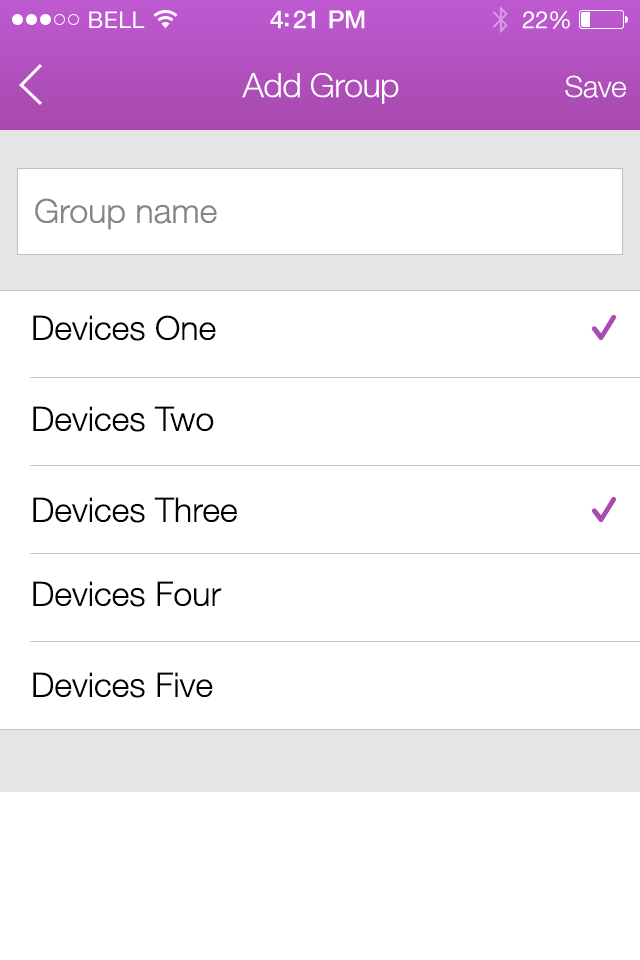 BELL 4:21 PM 22%
Add Group Save
Group name
Devices One
Devices Two
Devices Three
Devices Four
Devices Five